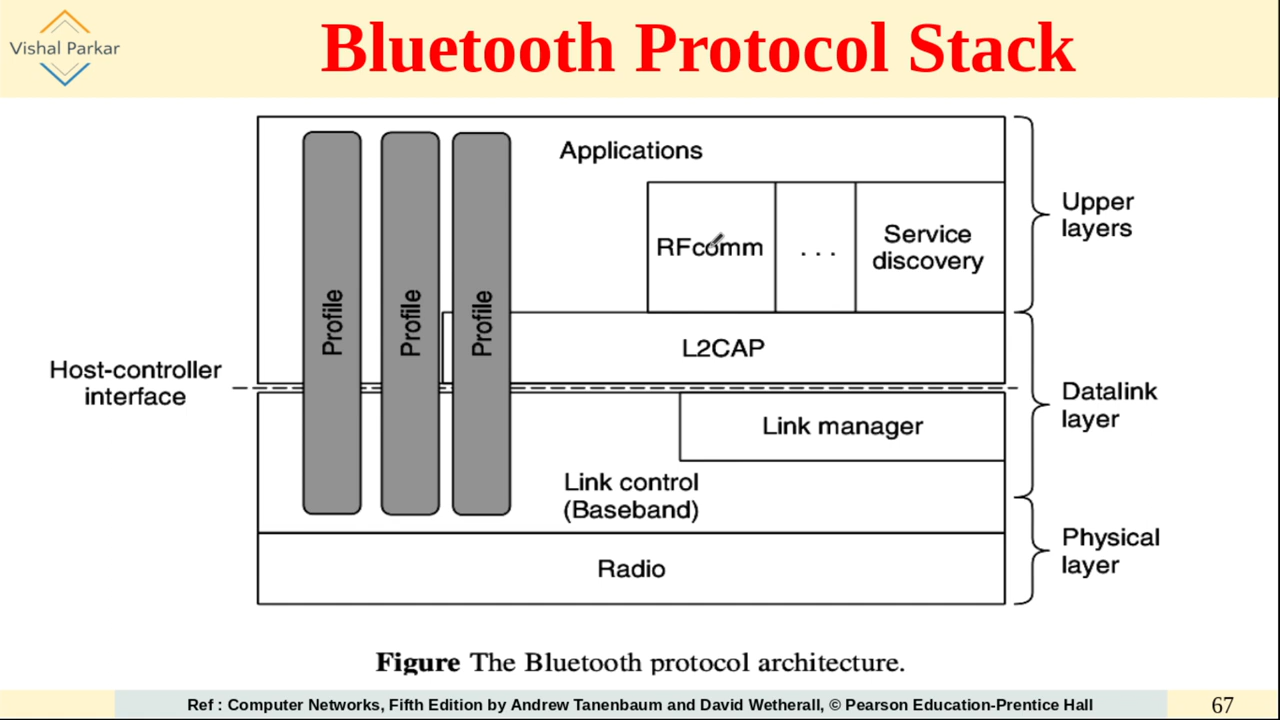 Vishal Parkar
Bluetooth Protocol Stack
Applications
RFcomm
. . .
Service
discovery
Upper
layers
Profile
Profile
Profile
L2CAP
Host-controller
interface
Datalink
layer
Link manager
Link control
(Baseband)
Physical
layer
Radio
Figure The Bluetooth protocol architecture.
Ref : Computer Networks, Fifth Edition by Andrew Tanenbaum and David Wetherall, © Pearson Education-Prentice Hall
67